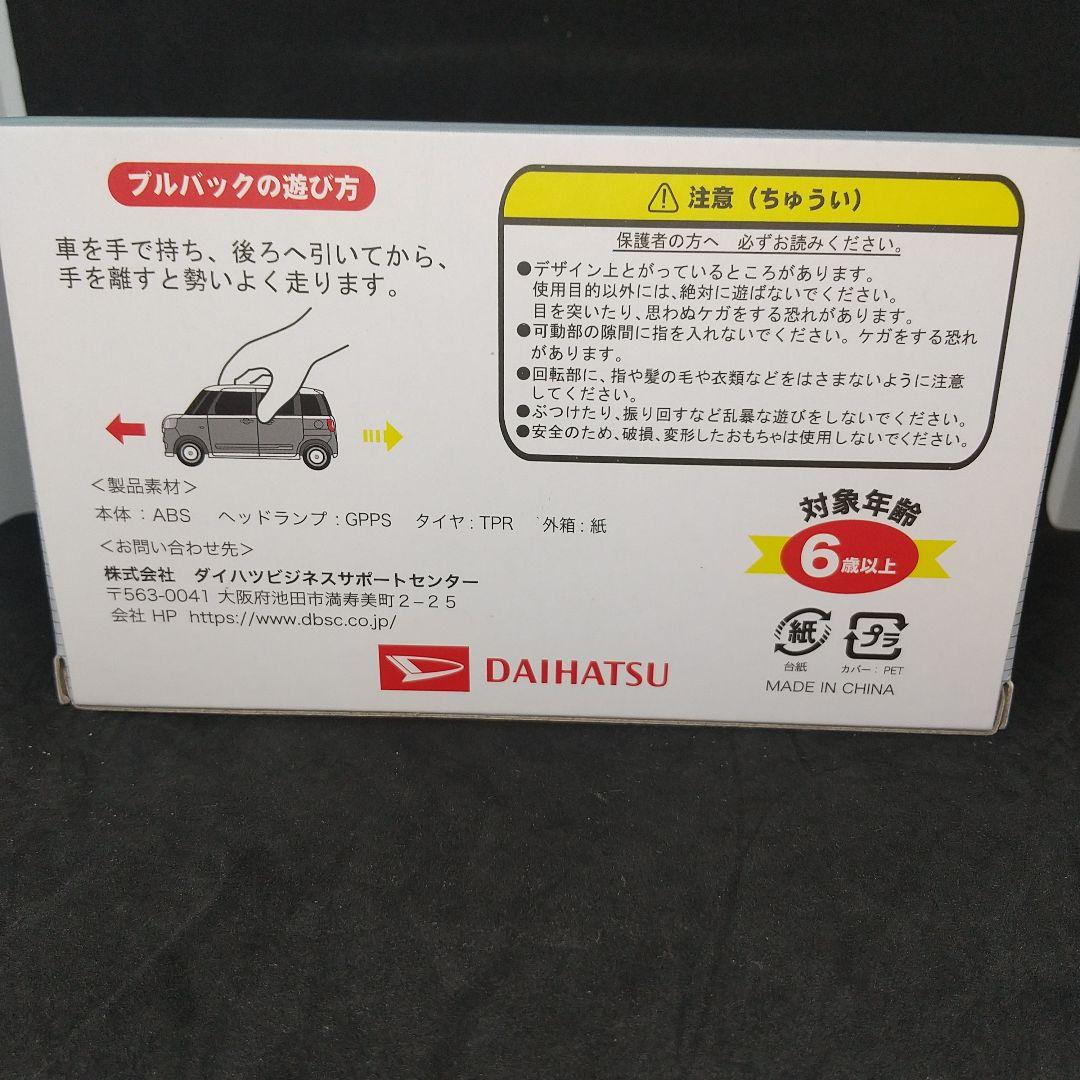 プルバックの遊び方
車を手で持ち、後ろへ引いてから、
手を離すと勢いよく走ります。
<製品素材>
本体：ABS　ヘッドランプ：GPPS　タイヤ：TPR　外箱：紙
<お問い合わせ先>
株式会社　ダイハツビジネスサポートセンター
〒563-0041 大阪府池田市満寿美町２−２５
会社 HP https://www.dbsc.co.jp/
DAIHATSU
注意（ちゅうい）
保護者の方へ　必ずお読みください。
●デザイン上とがっているところがあります。
使用目的以外には、絶対に遊ばないでください。
目を突いたり、思わぬケガをする恐れがあります。
●可動部の隙間に指を入れないでください。ケガをする恐れ
があります。
●回転部に、指や髪の毛や衣類などをはさまないように注意
してください。
●ぶつけたり、振り回すなど乱暴な遊びをしないでください。
●安全のため、破損、変形したおもちゃは使用しないでください。
対象年齢
6歳以上
紙
台紙
プラ
カバー：PET
MADE IN CHINA